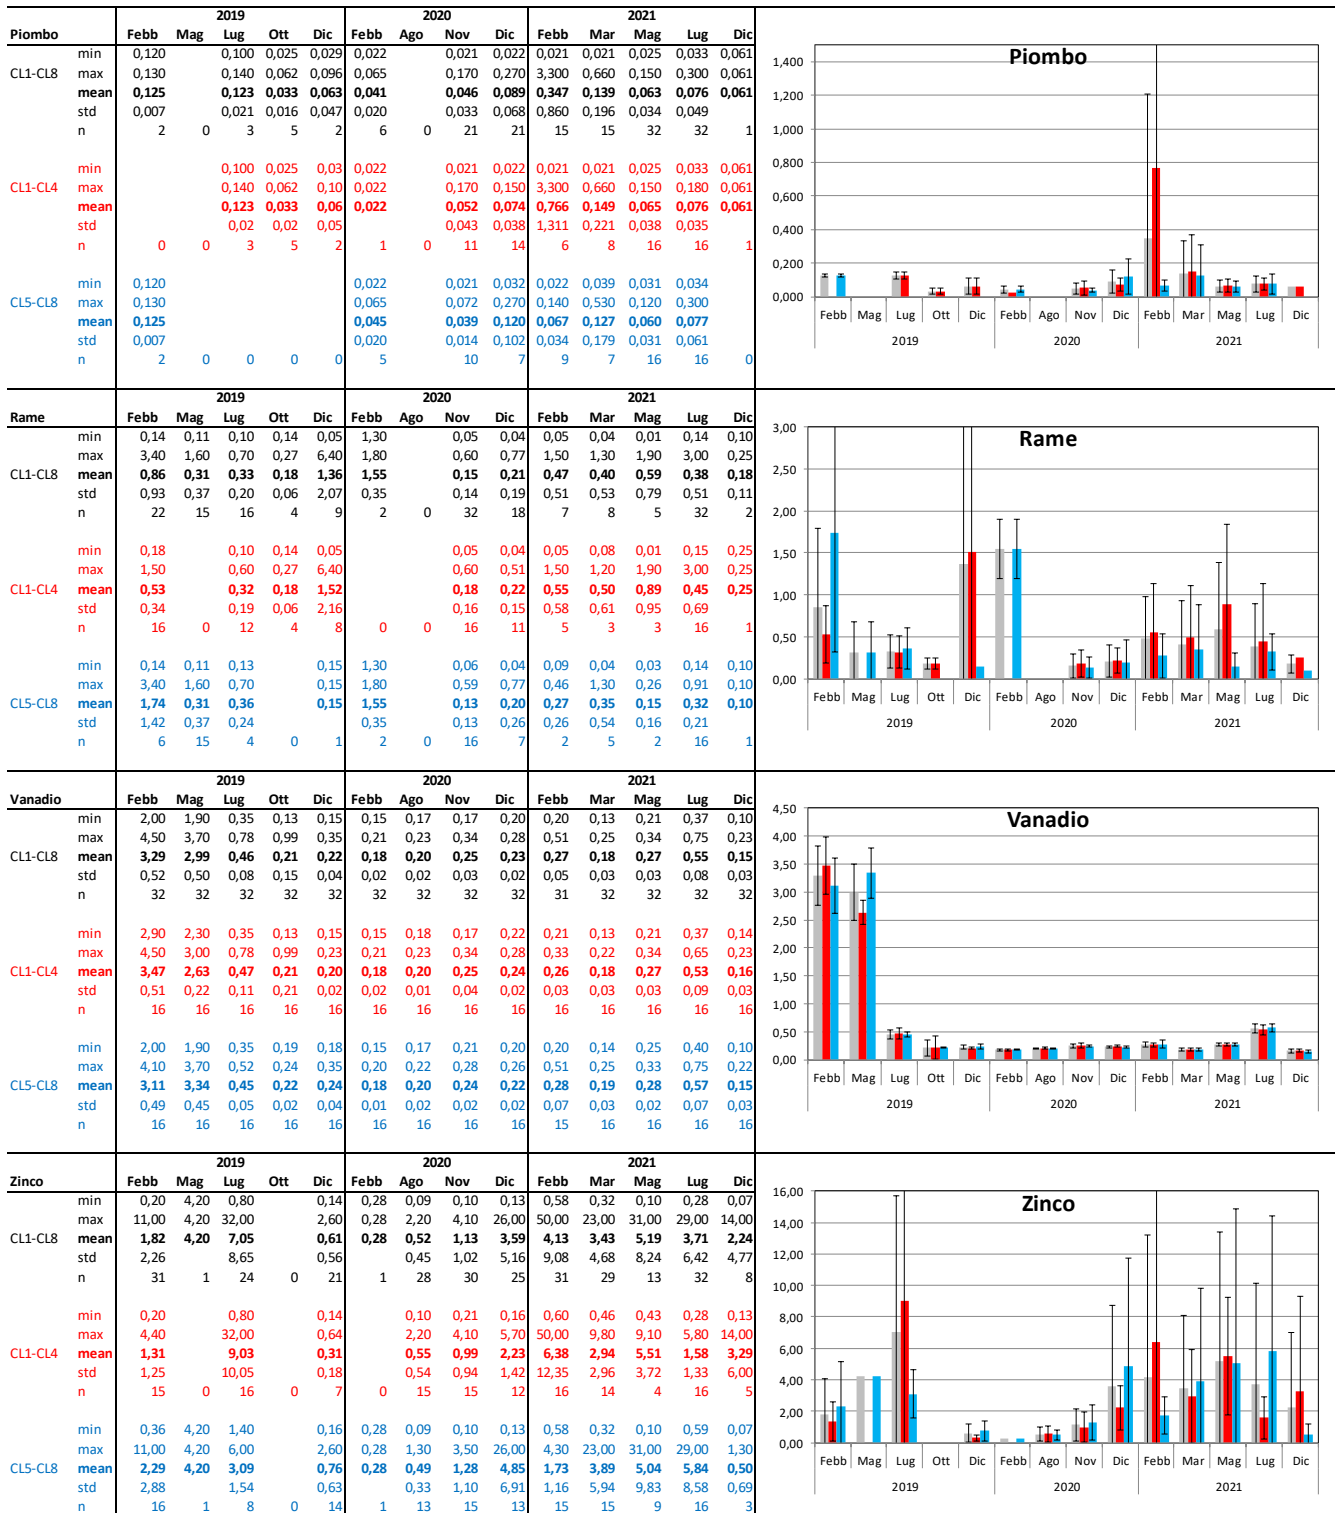 2019 2020 2021
Piombo Febb Mag Lug Ott Dic Febb Ago Nov Dic Febb Mar Mag Lug Dic
min 0,120 0,100 0,025 0,029 0,022 0,021 0,022 0,021 0,021 0,025 0,033 0,061
CL1-CL8 max 0,130 0,140 0,062 0,096 0,065 0,170 0,270 3,300 0,660 0,150 0,300 0,061
mean 0,125 0,123 0,033 0,063 0,041 0,046 0,089 0,347 0,139 0,063 0,076 0,061
std 0,007 0,021 0,016 0,047 0,020 0,033 0,068 0,860 0,196 0,034 0,049
n 2 0 3 5 2 6 0 21 21 15 15 32 32 1
min 0,100 0,025 0,03 0,022 0,021 0,022 0,021 0,021 0,025 0,033 0,061
CL1-CL4 max 0,140 0,062 0,10 0,022 0,170 0,150 3,300 0,660 0,150 0,180 0,061
mean 0,123 0,033 0,06 0,022 0,052 0,074 0,766 0,149 0,065 0,076 0,061
std 0,02 0,02 0,05 0,043 0,038 1,311 0,221 0,038 0,035
n 0 0 3 5 2 1 0 11 14 6 8 16 16 1
min 0,120 0,022 0,021 0,032 0,022 0,039 0,031 0,034
CL5-CL8 max 0,130 0,065 0,072 0,270 0,140 0,530 0,120 0,300
mean 0,125 0,045 0,039 0,120 0,067 0,127 0,060 0,077
std 0,007 0,020 0,014 0,102 0,034 0,179 0,031 0,061
n 2 0 0 0 0 5 10 7 9 7 16 16 0
Piombo
1,400
1,200
1,000
0,800
0,600
0,400
0,200
0,000
Febb Mag Lug Ott Dic Febb Ago Nov Dic Febb Mar Mag Lug Dic
2019 2020 2021
2019 2020 2021
Rame Febb Mag Lug Ott Dic Febb Ago Nov Dic Febb Mar Mag Lug Dic
min 0,14 0,11 0,10 0,14 0,05 1,30 0,05 0,04 0,05 0,04 0,01 0,14 0,10
max 3,40 1,60 0,70 0,27 6,40 1,80 0,60 0,77 1,50 1,30 1,90 3,00 0,25
CL1-CL8 mean 0,86 0,31 0,33 0,18 1,36 1,55 0,15 0,21 0,47 0,40 0,59 0,38 0,18
std 0,93 0,37 0,20 0,06 2,07 0,35 0,14 0,19 0,51 0,53 0,79 0,51 0,11
n 22 15 16 4 9 2 0 32 18 7 8 5 32 2
min 0,18 0,10 0,14 0,05 0,05 0,04 0,05 0,08 0,01 0,15 0,25
max 1,50 0,60 0,27 6,40 0,60 0,51 1,50 1,20 1,90 3,00 0,25
CL1-CL4 mean 0,53 0,32 0,18 1,52 0,18 0,22 0,55 0,50 0,89 0,45 0,25
std 0,34 0,19 0,06 2,16 0,16 0,15 0,58 0,61 0,95 0,69
n 16 0 12 4 8 0 0 16 11 5 3 3 16 1
min 0,14 0,11 0,13 0,15 1,30 0,06 0,04 0,09 0,04 0,03 0,14 0,10
max 3,40 1,60 0,70 0,15 1,80 0,59 0,77 0,46 1,30 0,26 0,91 0,10
CL5-CL8 mean 1,74 0,31 0,36 0,15 1,55 0,13 0,20 0,27 0,35 0,15 0,32 0,10
std 1,42 0,37 0,24 0,35 0,13 0,26 0,26 0,54 0,16 0,21
n 6 15 4 0 1 2 0 16 7 2 5 2 16 1
Rame
3,00
2,50
2,00
1,50
1,00
0,50
0,00
Febb Mag Lug Ott Dic Febb Ago Nov Dic Febb Mar Mag Lug Dic
2019 2020 2021
2019 2020 2021
Vanadio Febb Mag Lug Ott Dic Febb Ago Nov Dic Febb Mar Mag Lug Dic
min 2,00 1,90 0,35 0,13 0,15 0,15 0,17 0,17 0,20 0,20 0,13 0,21 0,37 0,10
max 4,50 3,70 0,78 0,99 0,35 0,21 0,23 0,34 0,28 0,51 0,25 0,34 0,75 0,23
CL1-CL8 mean 3,29 2,99 0,46 0,21 0,22 0,18 0,20 0,25 0,23 0,27 0,18 0,27 0,55 0,15
std 0,52 0,50 0,08 0,15 0,04 0,02 0,02 0,03 0,02 0,05 0,03 0,03 0,08 0,03
n 32 32 32 32 32 32 32 32 32 31 32 32 32 32
min 2,90 2,30 0,35 0,13 0,15 0,15 0,18 0,17 0,22 0,21 0,13 0,21 0,37 0,14
max 4,50 3,00 0,78 0,99 0,23 0,21 0,23 0,34 0,28 0,33 0,22 0,34 0,65 0,23
CL1-CL4 mean 3,47 2,63 0,47 0,21 0,20 0,18 0,20 0,25 0,24 0,26 0,18 0,27 0,53 0,16
std 0,51 0,22 0,11 0,21 0,02 0,02 0,01 0,04 0,02 0,03 0,03 0,03 0,09 0,03
n 16 16 16 16 16 16 16 16 16 16 16 16 16 16
min 2,00 1,90 0,35 0,19 0,18 0,15 0,17 0,21 0,20 0,20 0,14 0,25 0,40 0,10
max 4,10 3,70 0,52 0,24 0,35 0,20 0,22 0,28 0,26 0,51 0,25 0,33 0,75 0,22
CL5-CL8 mean 3,11 3,34 0,45 0,22 0,24 0,18 0,20 0,24 0,22 0,28 0,19 0,28 0,57 0,15
std 0,49 0,45 0,05 0,02 0,04 0,01 0,02 0,02 0,02 0,07 0,03 0,02 0,07 0,03
n 16 16 16 16 16 16 16 16 16 15 16 16 16 16
Vanadio
4,50
4,00
3,50
3,00
2,50
2,00
1,50
1,00
0,50
0,00
Febb Mag Lug Ott Dic Febb Ago Nov Dic Febb Mar Mag Lug Dic
2019 2020 2021
2019 2020 2021
Zinco Febb Mag Lug Ott Dic Febb Ago Nov Dic Febb Mar Mag Lug Dic
min 0,20 4,20 0,80 0,14 0,28 0,09 0,10 0,13 0,58 0,32 0,10 0,28 0,07
max 11,00 4,20 32,00 2,60 0,28 2,20 4,10 26,00 50,00 23,00 31,00 29,00 14,00
CL1-CL8 mean 1,82 4,20 7,05 0,61 0,28 0,52 1,13 3,59 4,13 3,43 5,19 3,71 2,24
std 2,26 8,65 0,56 0,45 1,02 5,16 9,08 4,68 8,24 6,42 4,77
n 31 1 24 0 21 1 28 30 25 31 29 13 32 8
min 0,20 0,80 0,14 0,10 0,21 0,16 0,60 0,46 0,43 0,28 0,13
max 4,40 32,00 0,64 2,20 4,10 5,70 50,00 9,80 9,10 5,80 14,00
CL1-CL4 mean 1,31 9,03 0,31 0,55 0,99 2,23 6,38 2,94 5,51 1,58 3,29
std 1,25 10,05 0,18 0,54 0,94 1,42 12,35 2,96 3,72 1,33 6,00
n 15 0 16 0 7 0 15 15 12 16 14 4 16 5
min 0,36 4,20 1,40 0,16 0,28 0,09 0,10 0,13 0,58 0,32 0,10 0,59 0,07
max 11,00 4,20 6,00 2,60 0,28 1,30 3,50 26,00 4,30 23,00 31,00 29,00 1,30
CL5-CL8 mean 2,29 4,20 3,09 0,76 0,28 0,49 1,28 4,85 1,73 3,89 5,04 5,84 0,50
std 2,88 1,54 0,63 0,33 1,10 6,91 1,16 5,94 9,83 8,58 0,69
n 16 1 8 0 14 1 13 15 13 15 15 9 16 3
Zinco
16,00
14,00
12,00
10,00
8,00
6,00
4,00
2,00
0,00
Febb Mag Lug Ott Dic Febb Ago Nov Dic Febb Mar Mag Lug Dic
2019 2020 2021